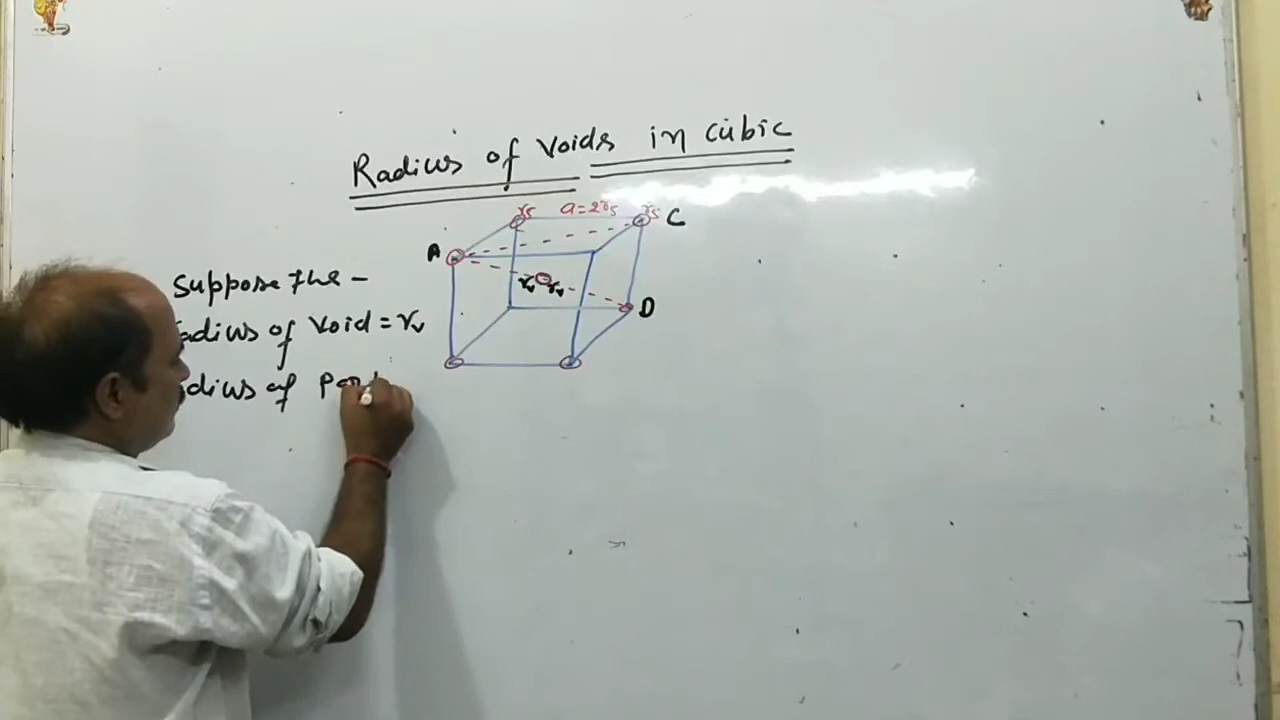 Radius of Voids in cubic
rs a=2rs rs C
A
Suppose the -
adius of Void = rv
rv rv
D
dius of